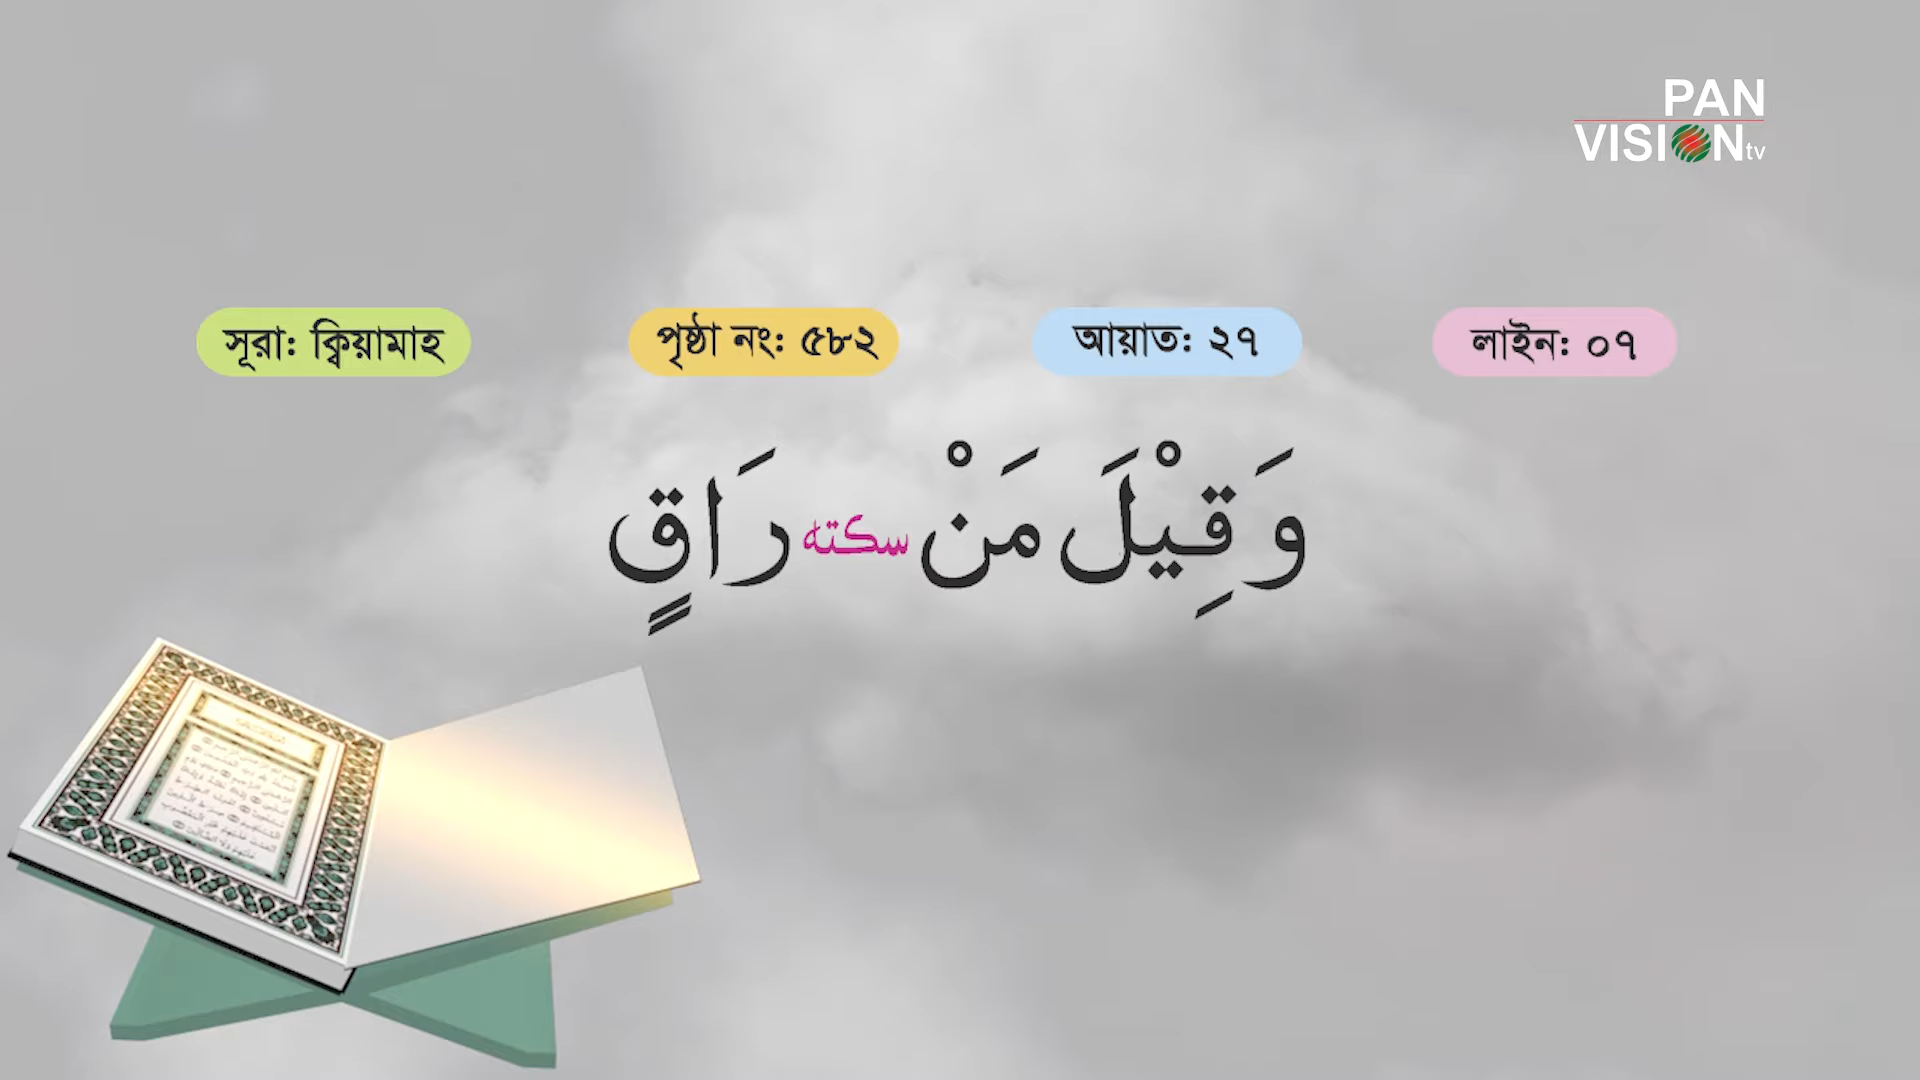 PAN
VISION tv
সূরা: ক্বিয়ামাহ
পৃষ্ঠা নং: ৫৮২
আয়াত: ২৭
লাইন: ০৭
وَ قِيْلَ مَنْ سكته رَاقٍ